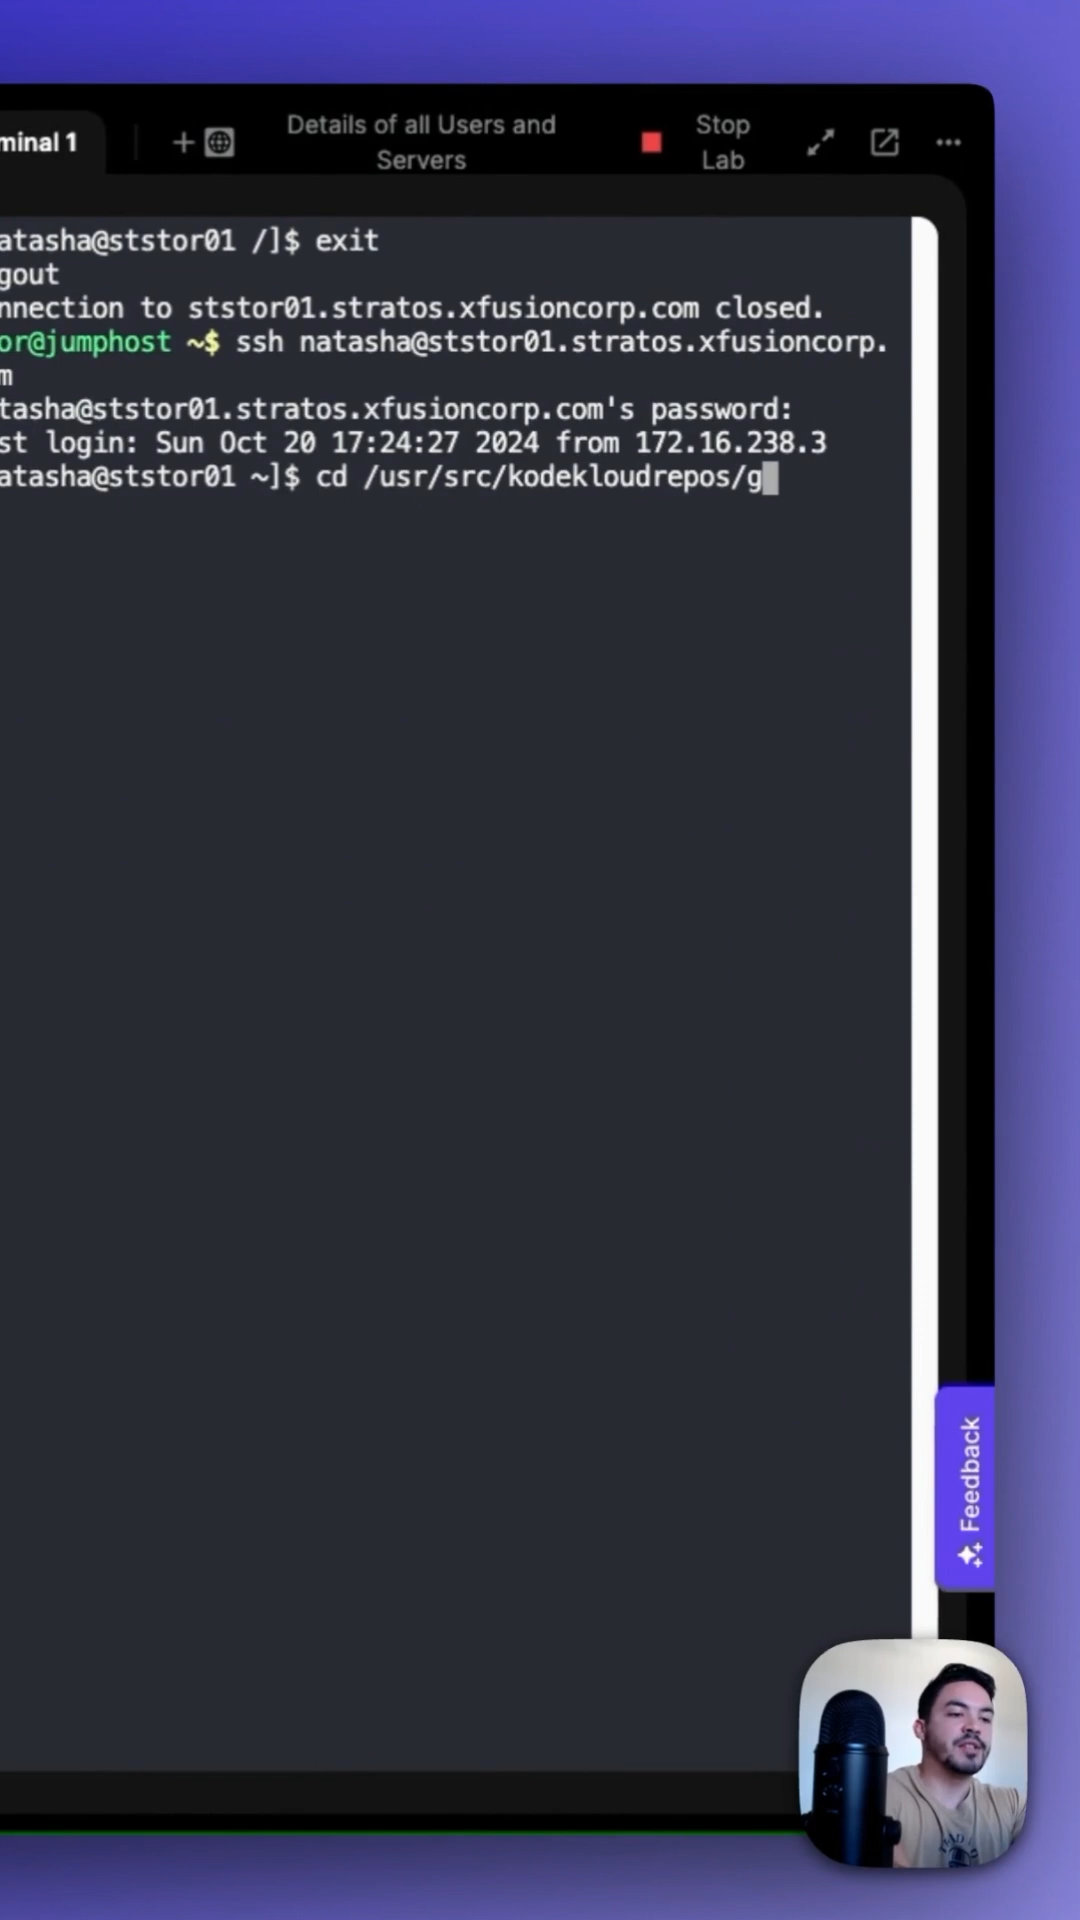 minal 1
Details of all Users and
Servers
Stop
Lab
atasha@ststor01 /]$ exit
gout
nnection to ststor01.stratos.xfusioncorp.com closed.
or@jumphost ~$ ssh natasha@ststor01.stratos.xfusioncorp.
m
tasha@ststor01.stratos.xfusioncorp.com's password:
st login: Sun Oct 20 17:24:27 2024 from 172.16.238.3
atasha@ststor01 ~]$ cd /usr/src/kodekloudrepos/g
Feedback